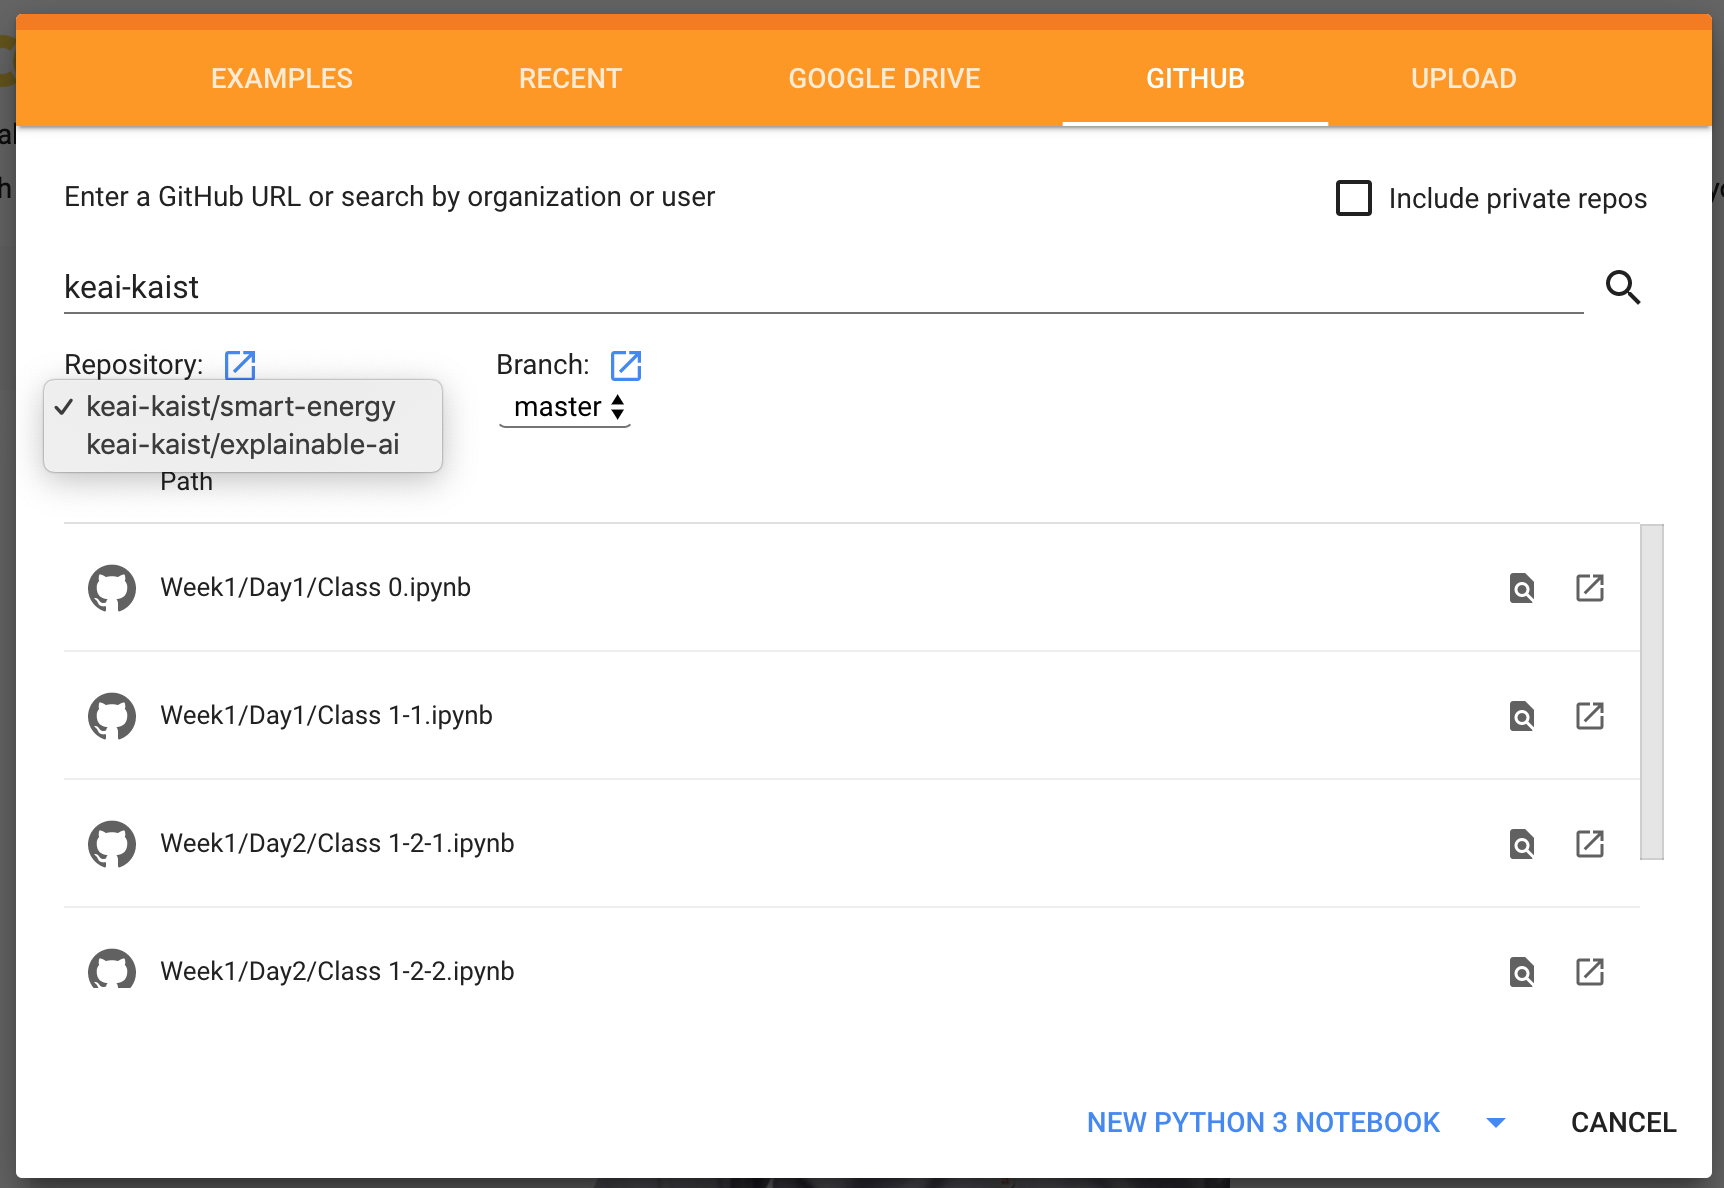 EXAMPLES RECENT GOOGLE DRIVE GITHUB UPLOAD
Enter a GitHub URL or search by organization or user
Include private repos
keai-kaist
Repository: Branch:
✓ keai-kaist/smart-energy
master
keai-kaist/explainable-ai
Path
Week1/Day1/Class 0.ipynb
Week1/Day1/Class 1-1.ipynb
Week1/Day2/Class 1-2-1.ipynb
Week1/Day2/Class 1-2-2.ipynb
NEW PYTHON 3 NOTEBOOK CANCEL